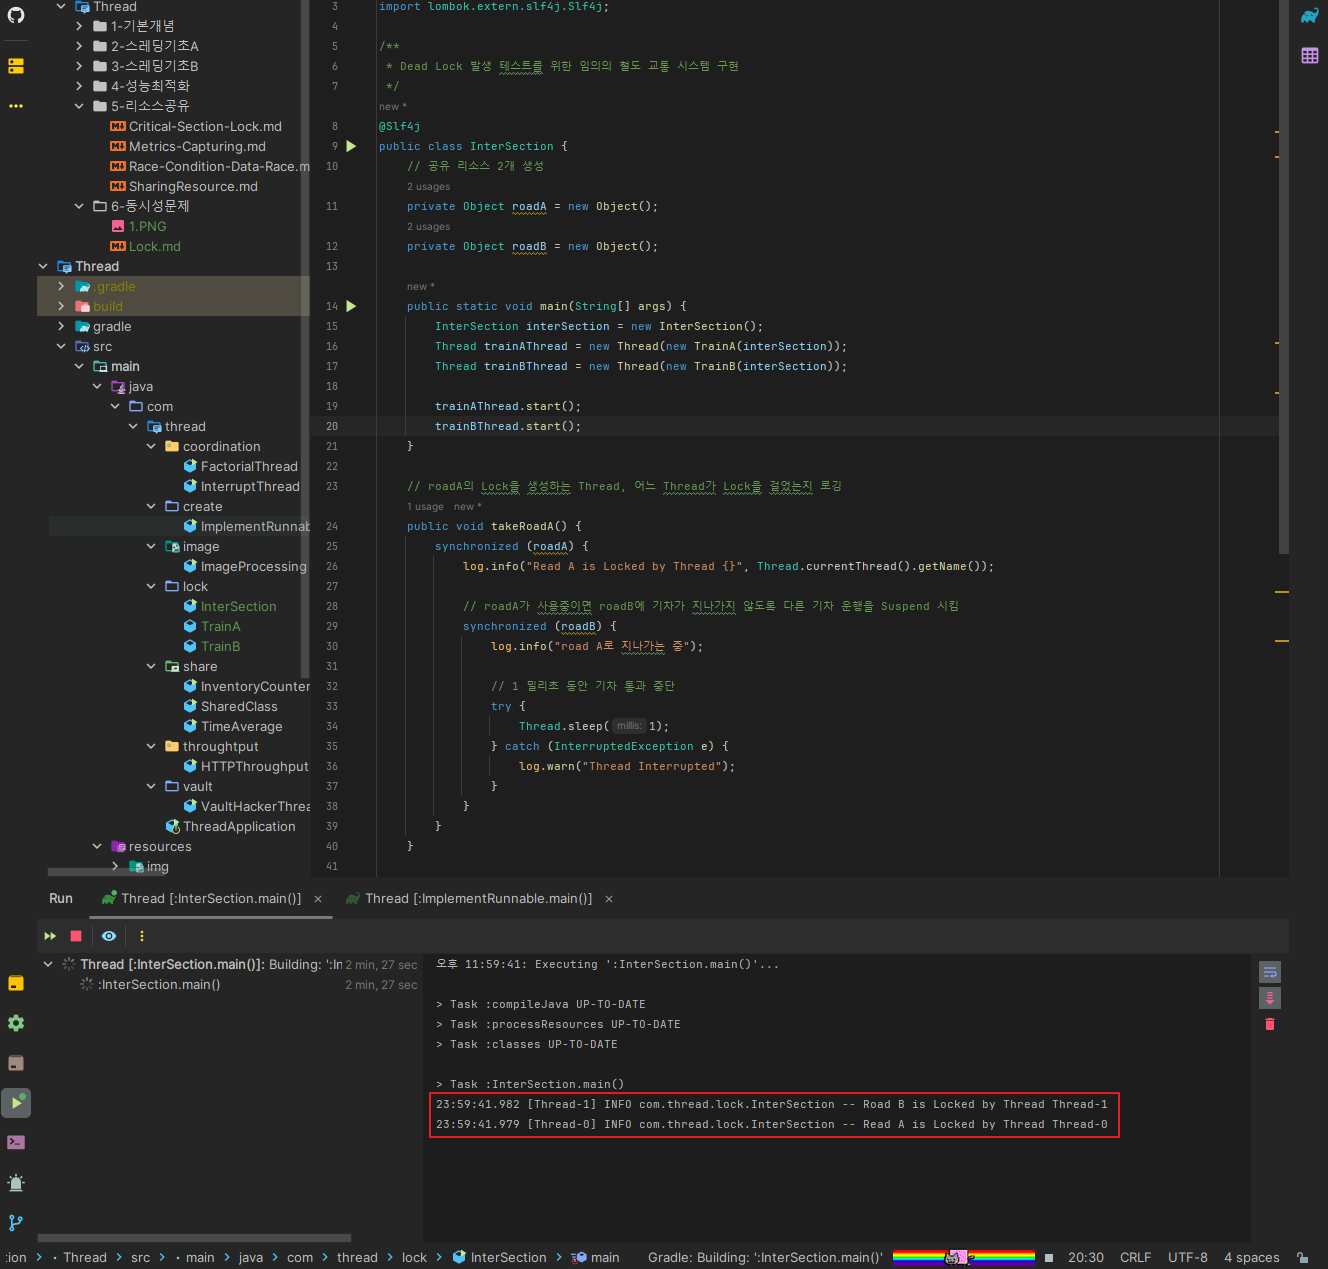 Thread
1-기본개념
2-스레딩기초A
3-스레딩기초B
4-성능최적화
5-리소스공유
Critical-Section-Lock.md
Metrics-Capturing.md
Race-Condition-Data-Race.m
SharingResource.md
6-동시성문제
1.PNG
Lock.md
Thread
.gradle
build
gradle
src
main
java
com
thread
coordination
FactorialThread
InterruptThread
create
ImplementRunnab
image
ImageProcessing
lock
InterSection
TrainA
TrainB
share
InventoryCounter
SharedClass
TimeAverage
throughtput
HTTPThroughput
vault
VaultHackerThrea
ThreadApplication
resources
img
3 import lombok.extern.slf4j.Slf4j;
4
5 /**
6 * Dead Lock 발생 테스트를 위한 임의의 철도 교통 시스템 구현
7 */
new *
8 @Slf4j
9 public class InterSection {
10 // 공유 리소스 2개 생성
2 usages
11 private Object roadA = new Object();
2 usages
12 private Object roadB = new Object();
13
new *
14 public static void main(String[] args) {
15 InterSection interSection = new InterSection();
16 Thread trainAThread = new Thread(new TrainA(interSection));
17 Thread trainBThread = new Thread(new TrainB(interSection));
18
19 trainAThread.start();
20 trainBThread.start();
21 }
22
23 // roadA의 Lock을 생성하는 Thread, 어느 Thread가 Lock을 걸었는지 로깅
1 usage new *
24 public void takeRoadA() {
25 synchronized (roadA) {
26 log.info("Read A is Locked by Thread {}", Thread.currentThread().getName());
27
28 // roadA가 사용중이면 roadB에 기차가 지나가지 않도록 다른 기차 운행을 Suspend 시킴
29 synchronized (roadB) {
30 log.info("road A로 지나가는 중");
31
32 // 1 밀리초 동안 기차 통과 중단
33 try {
34 Thread.sleep( millis: 1);
35 } catch (InterruptedException e) {
36 log.warn("Thread Interrupted");
37 }
38 }
39 }
40 }
41
Run Thread [:InterSection.main()] × Thread [:ImplementRunnable.main()] ×
Thread [:InterSection.main()]: Building: ':In 2 min, 27 sec
:InterSection.main() 2 min, 27 sec
오후 11:59:41: Executing ':InterSection.main()'...
> Task :compileJava UP-TO-DATE
> Task :processResources UP-TO-DATE
> Task :classes UP-TO-DATE
> Task :InterSection.main()
23:59:41.982 [Thread-1] INFO com.thread.lock.InterSection -- Road B is Locked by Thread Thread-1
23:59:41.979 [Thread-0] INFO com.thread.lock.InterSection -- Read A is Locked by Thread Thread-0
:ion > Thread > src > main > java > com > thread > lock > InterSection > main Gradle: Building: ':InterSection.main()' 20:30 CRLF UTF-8 4 spaces